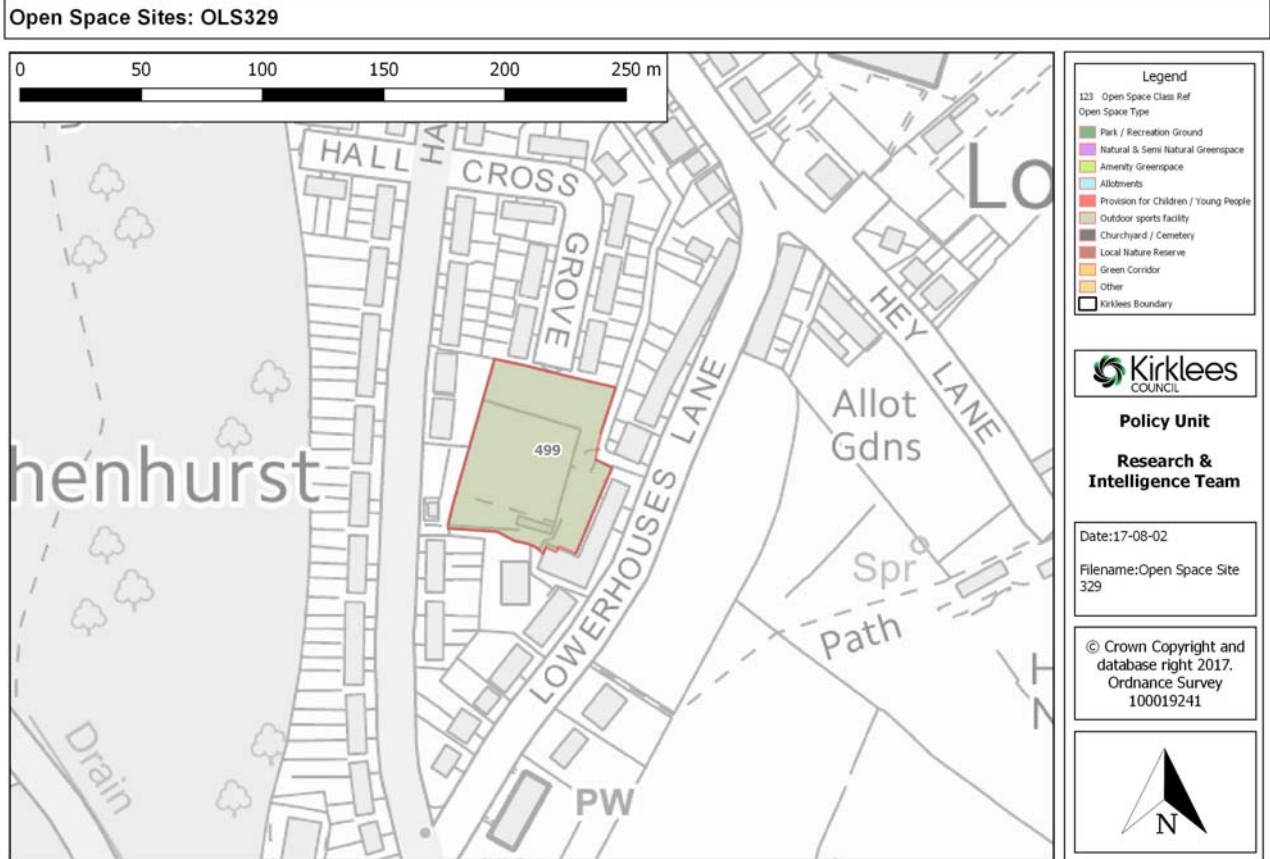 Open Space Sites: OLS329
0 50 100 150 200 250 m
HALL CROSS
GROVE
HA
Lo
HEY LANE
LOWERHOUSES LANE
499
henhurst
Allot
Gdns
Spr
Path
Drain
PW
H
N
Legend
123 Open Space Class Ref
Open Space Type
Park / Recreation Ground
Natural & Semi Natural Greenspace
Amenity Greenspace
Allotments
Provision for Children / Young People
Outdoor sports facility
Churchyard / Cemetery
Local Nature Reserve
Green Corridor
Other
Kirklees Boundary
Kirklees
COUNCIL
Policy Unit
Research &
Intelligence Team
Date:17-08-02
Filename:Open Space Site
329
© Crown Copyright and
database right 2017.
Ordnance Survey
100019241
N